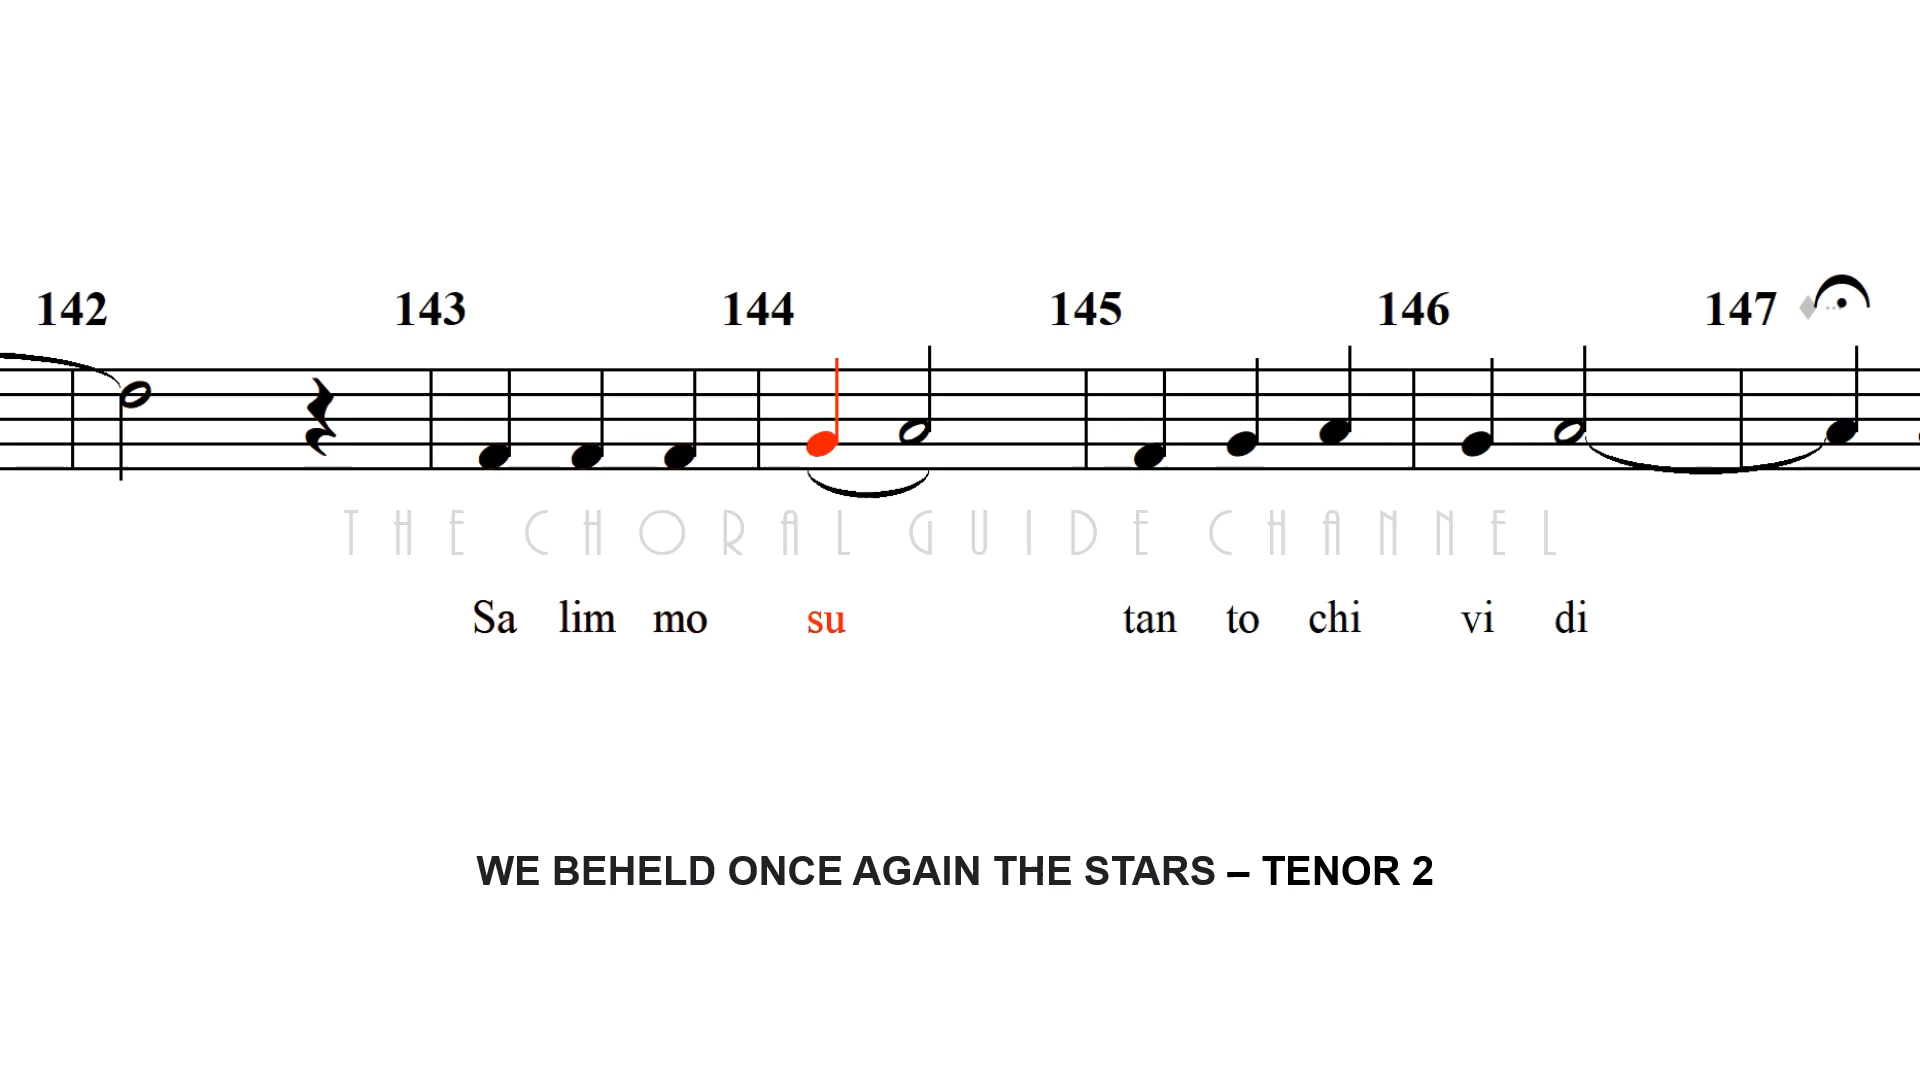 142 143 144 145 146 147
THE CHORAL GUIDE CHANNEL
Sa lim mo su tan to chi vi di
WE BEHELD ONCE AGAIN THE STARS – TENOR 2